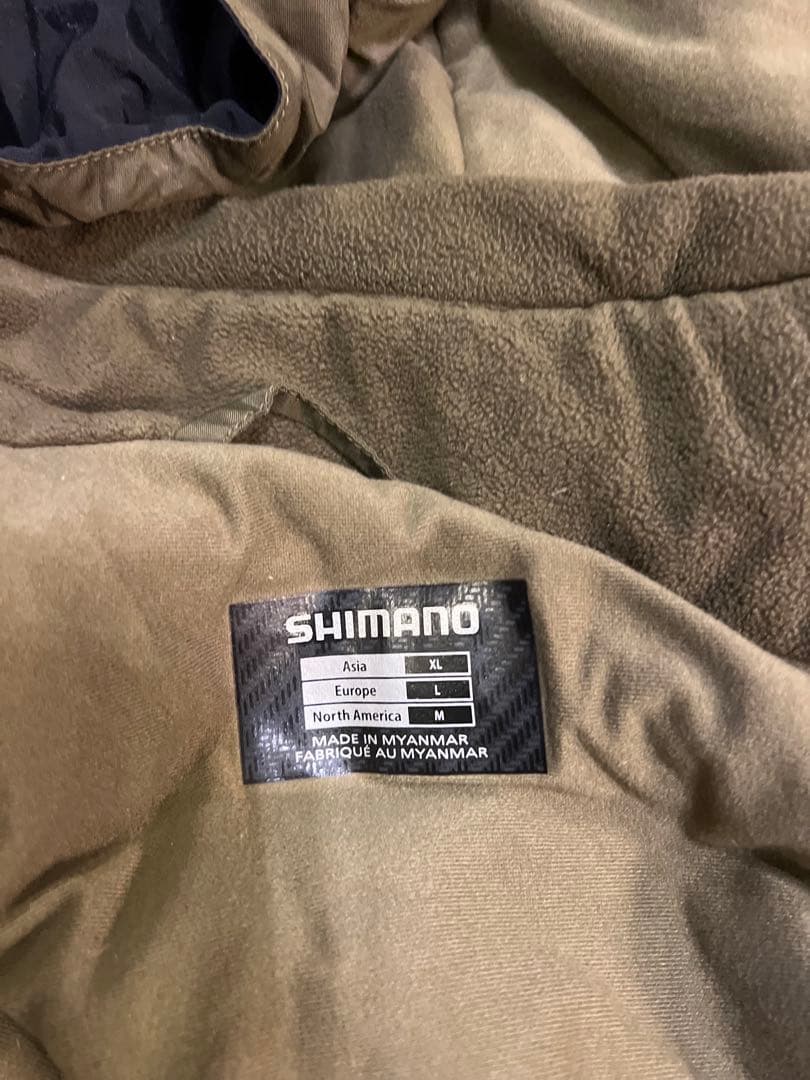 SHIMANO
Asia XL
Europe L
North America M
MADE IN MYANMAR
FABRIQUÉ AU MYANMAR